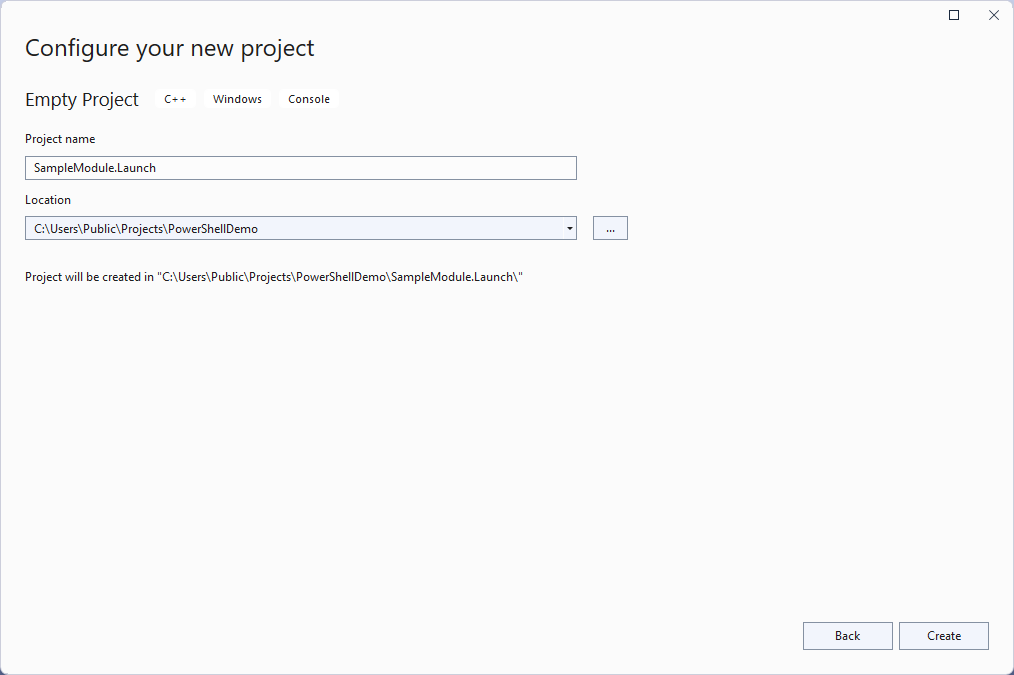 Configure your new project
Empty Project C++ Windows Console
Project name
SampleModule.Launch
Location
C:\Users\Public\Projects\PowerShellDemo ...
Project will be created in "C:\Users\Public\Projects\PowerShellDemo\SampleModule.Launch\"
Back Create